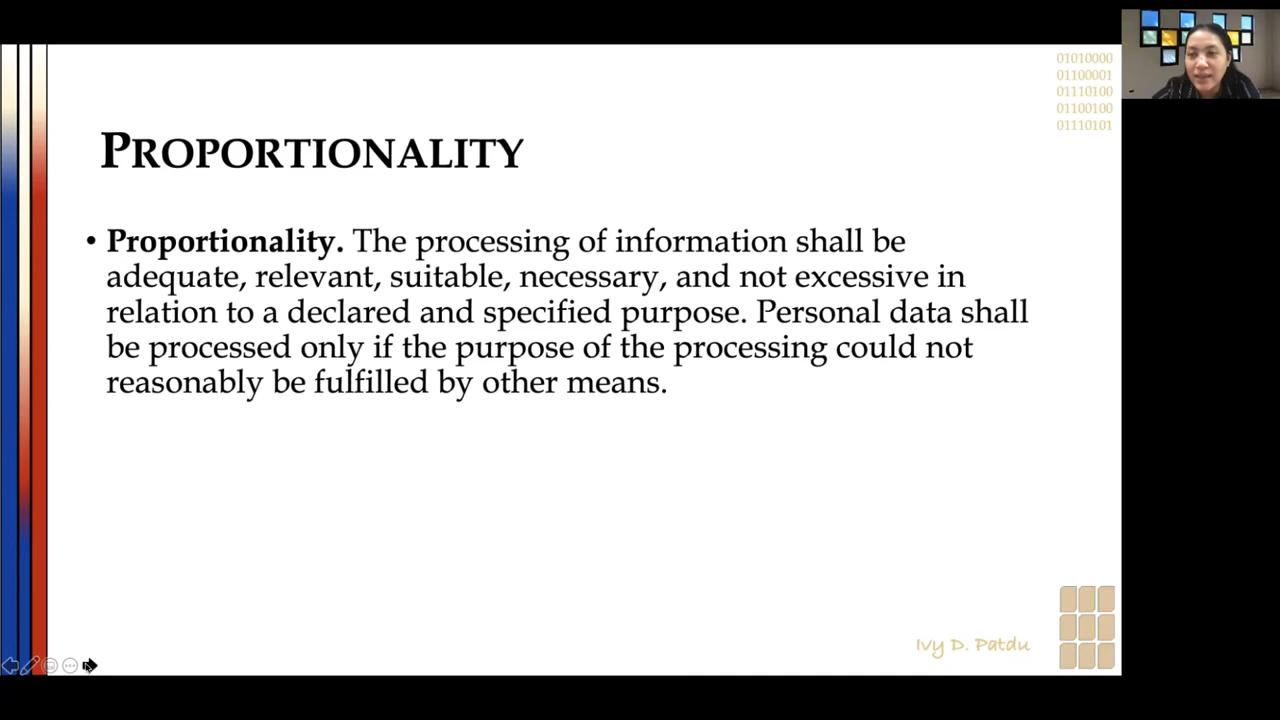 01010000
01100001
01110100
01100100
01110101
PROPORTIONALITY
• Proportionality. The processing of information shall be
adequate, relevant, suitable, necessary, and not excessive in
relation to a declared and specified purpose. Personal data shall
be processed only if the purpose of the processing could not
reasonably be fulfilled by other means.
Ivy D. Patdu